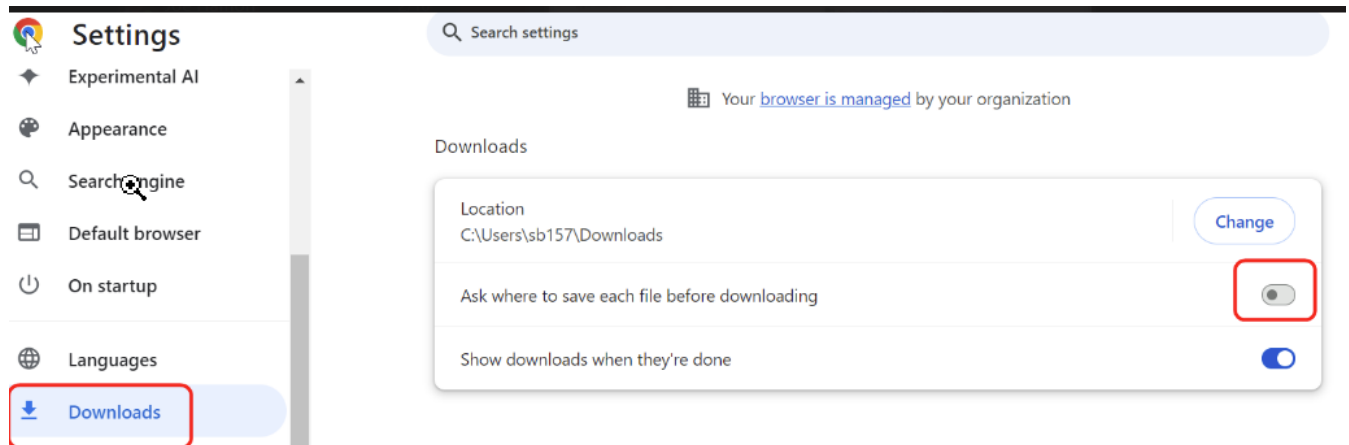 Settings
Search settings
Experimental AI
Your browser is managed by your organization
Appearance
Downloads
Search engine
Location
C:\Users\sb157\Downloads
Change
Default browser
On startup
Ask where to save each file before downloading
Languages
Show downloads when they're done
Downloads